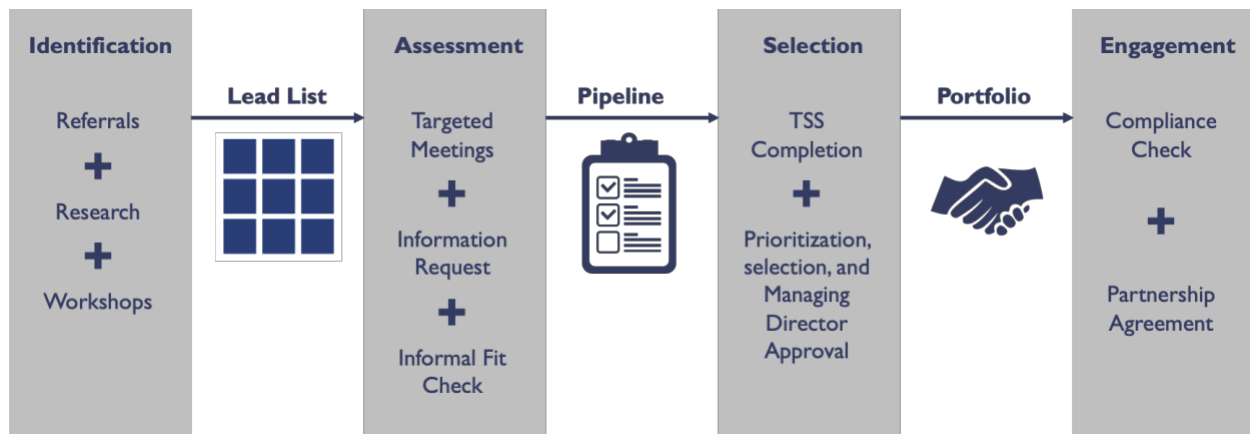 Identification
Referrals
+
Research
+
Workshops
Lead List
Assessment
Targeted
Meetings
+
Information
Request
+
Informal Fit
Check
Pipeline
Selection
TSS
Completion
+
Prioritization,
selection, and
Managing
Director
Approval
Portfolio
Engagement
Compliance
Check
+
Partnership
Agreement